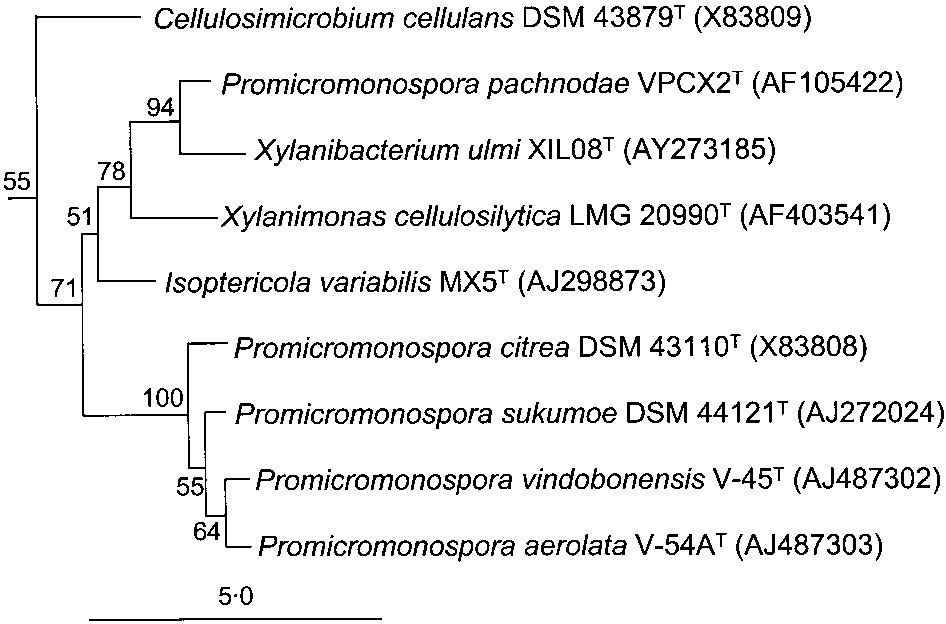 Cellulosimicrobium cellulans DSM 43879ᵀ (X83809)
Promicromonospora pachnodae VPCX2ᵀ (AF105422)
94
Xylanibacterium ulmi XIL08ᵀ (AY273185)
78
55
51
Xylanimonas cellulosilytica LMG 20990ᵀ (AF403541)
71
Isoptericola variabilis MX5ᵀ (AJ298873)
Promicromonospora citrea DSM 43110ᵀ (X83808)
100
Promicromonospora sukumoe DSM 44121ᵀ (AJ272024)
55
Promicromonospora vindobonensis V-45ᵀ (AJ487302)
64
Promicromonospora aerolata V-54Aᵀ (AJ487303)
5·0